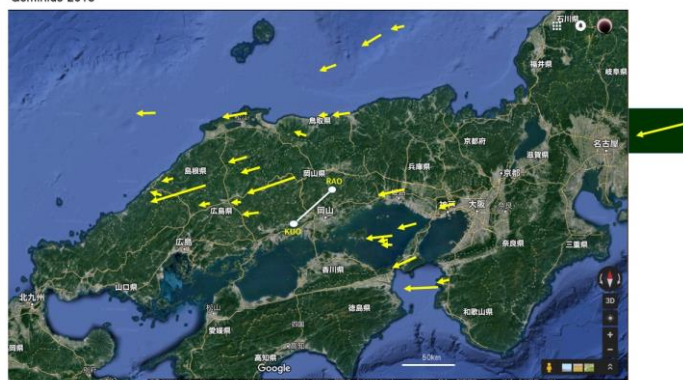 石川県
福井県
岐阜県
鳥取県
京都府
名古屋
滋賀県
島根県
岡山県
兵庫県
京都
RAO
広島県
岡山
神戸
大阪
奈良
KUO
広島
奈良県
三重県
香川県
山口県
北九州
松山
徳島県
和歌山県
3D
愛媛県
高知県
Google
50km